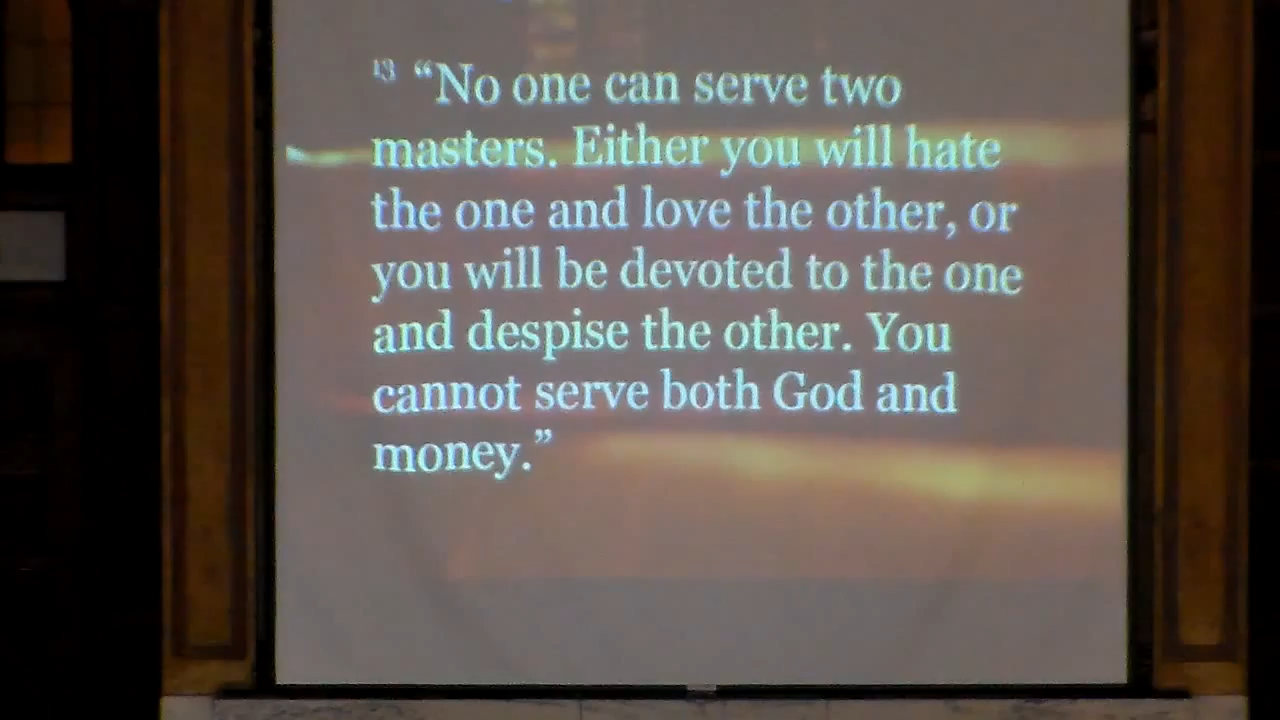 13 “No one can serve two
masters. Either you will hate
the one and love the other, or
you will be devoted to the one
and despise the other. You
cannot serve both God and
money.”